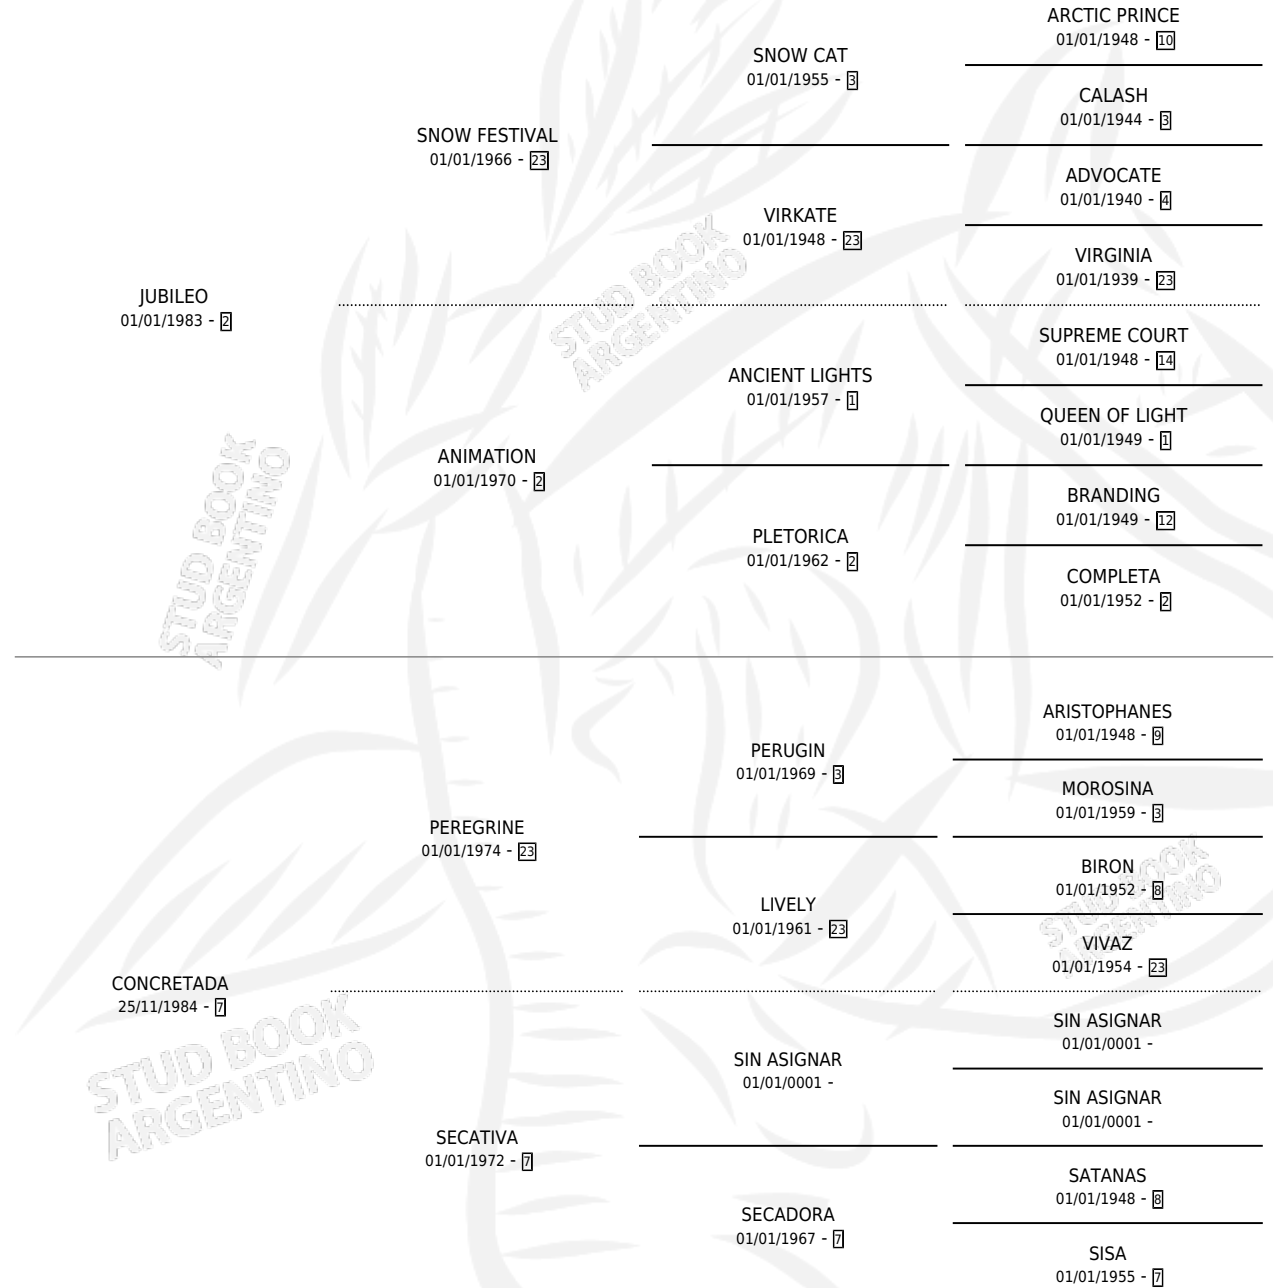 ARCTIC PRINCE
01/01/1948 - 10
SNOW CAT
01/01/1955 - 3
CALASH
01/01/1944 - 3
SNOW FESTIVAL
01/01/1966 - 23
ADVOCATE
01/01/1940 - 4
VIRKATE
01/01/1948 - 23
VIRGINIA
01/01/1939 - 23
JUBILEO
01/01/1983 - 2
SUPREME COURT
01/01/1948 - 14
ANCIENT LIGHTS
01/01/1957 - 1
QUEEN OF LIGHT
01/01/1949 - 1
ANIMATION
01/01/1970 - 2
BRANDING
01/01/1949 - 12
PLETORICA
01/01/1962 - 2
COMPLETA
01/01/1952 - 2
STUD BOOK
ARGENTINO
STUD BOOK
ARGENTINO
ARISTOPHANES
01/01/1948 - 9
PERUGIN
01/01/1969 - 3
MOROSINA
01/01/1959 - 3
PEREGRINE
01/01/1974 - 23
BIRON
01/01/1952 - 8
LIVELY
01/01/1961 - 23
VIVAZ
01/01/1954 - 23
STUD BOOK
ARGENTINO
CONCRETADA
25/11/1984 - 7
SIN ASIGNAR
01/01/0001 -
SIN ASIGNAR
01/01/0001 -
SIN ASIGNAR
01/01/0001 -
STUD BOOK
ARGENTINO
SECATIVA
01/01/1972 - 7
SATANAS
01/01/1948 - 8
SECADORA
01/01/1967 - 7
SISA
01/01/1955 - 7